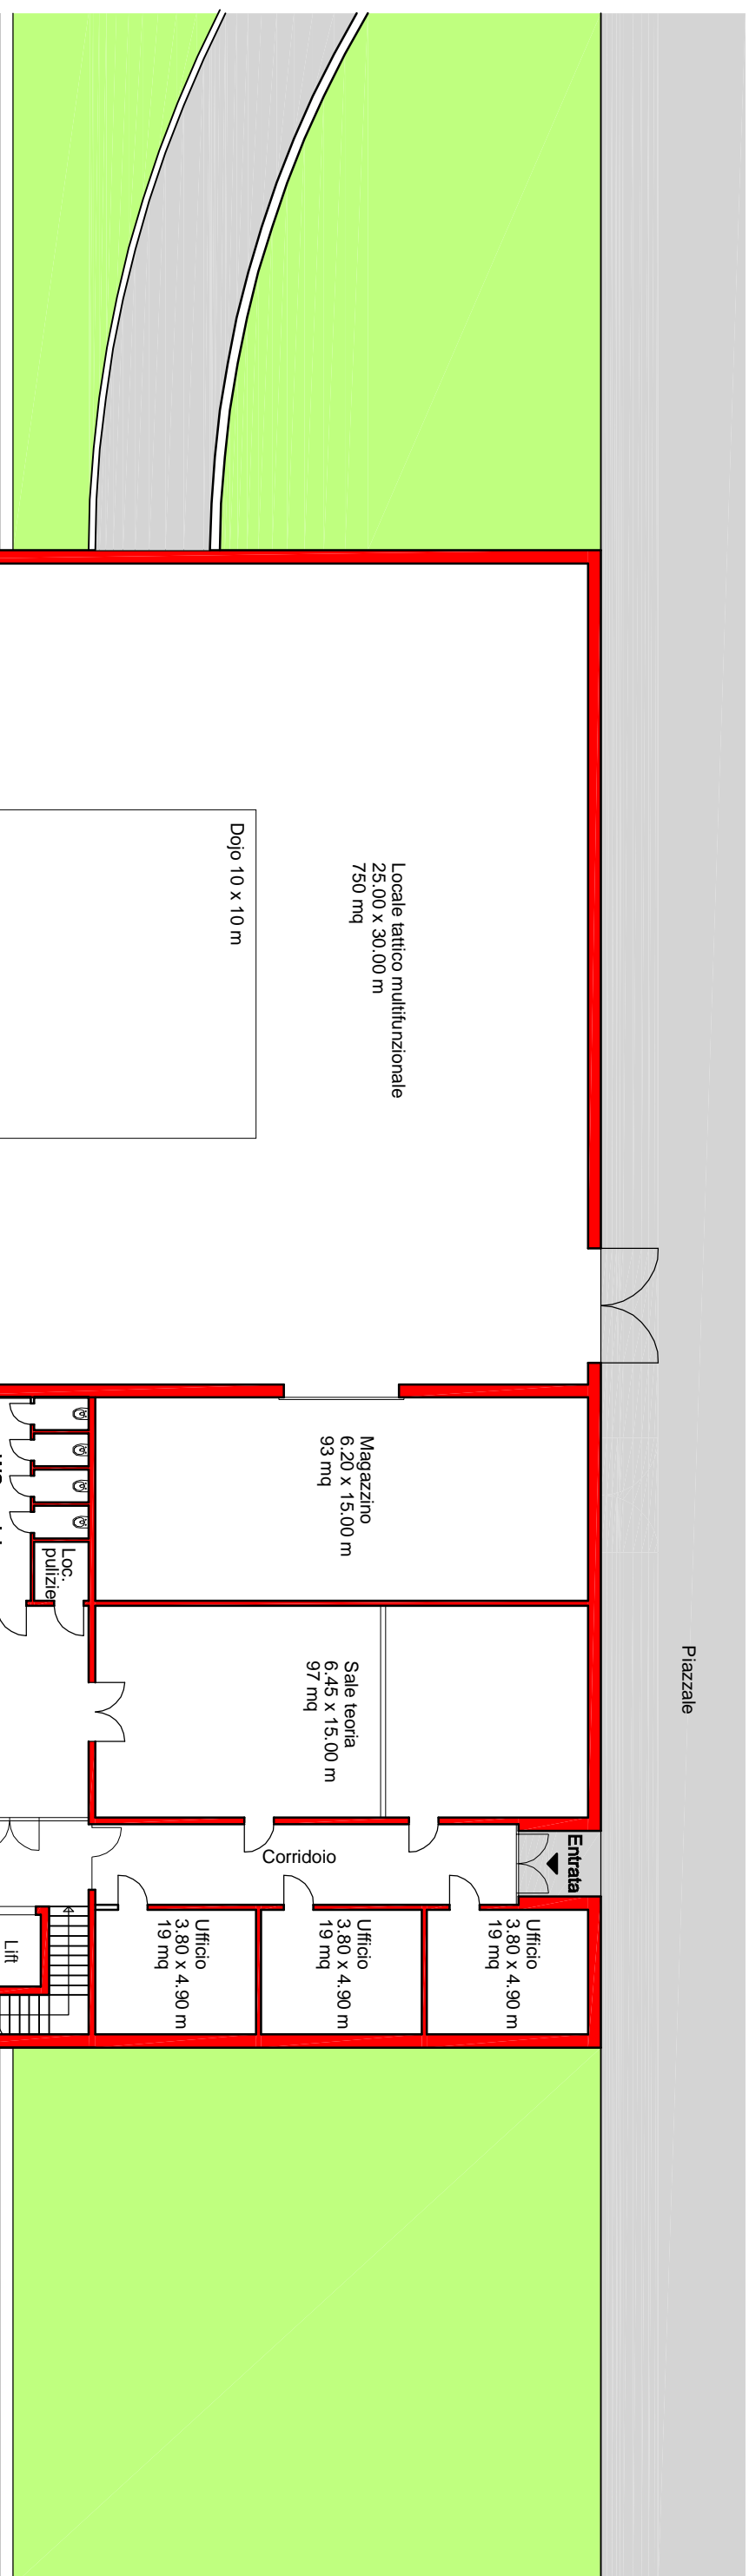 Piazzale
Locale tattico multifunzionale
25.00 x 30.00 m
750 mq
Dojo 10 x 10 m
Magazzino
6.20 x 15.00 m
93 mq
Loc.
pulizie
Sale teoria
6.45 x 15.00 m
97 mq
Entrata
Corridoio
Ufficio
3.80 x 4.90 m
19 mq
Ufficio
3.80 x 4.90 m
19 mq
Ufficio
3.80 x 4.90 m
19 mq
Lift